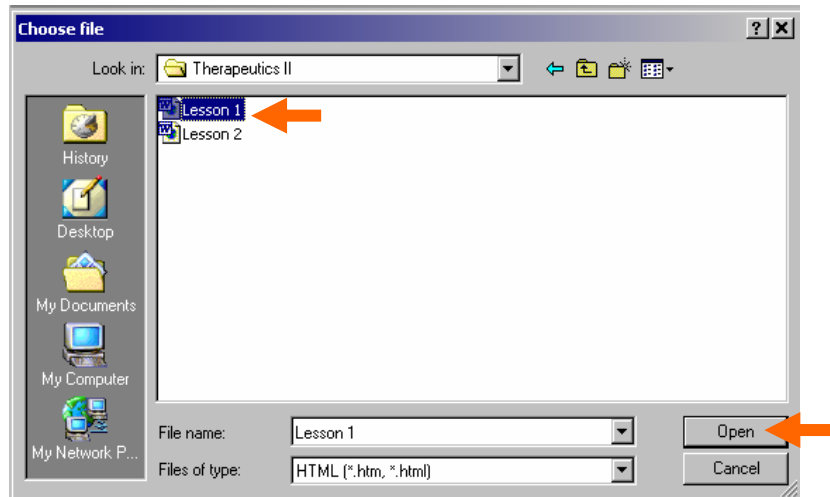 Choose file
Look in: Therapeutics II
Lesson 1
Lesson 2
History
Desktop
My Documents
My Computer
My Network P...
File name: Lesson 1 Open
Files of type: HTML (*.htm, *.html) Cancel